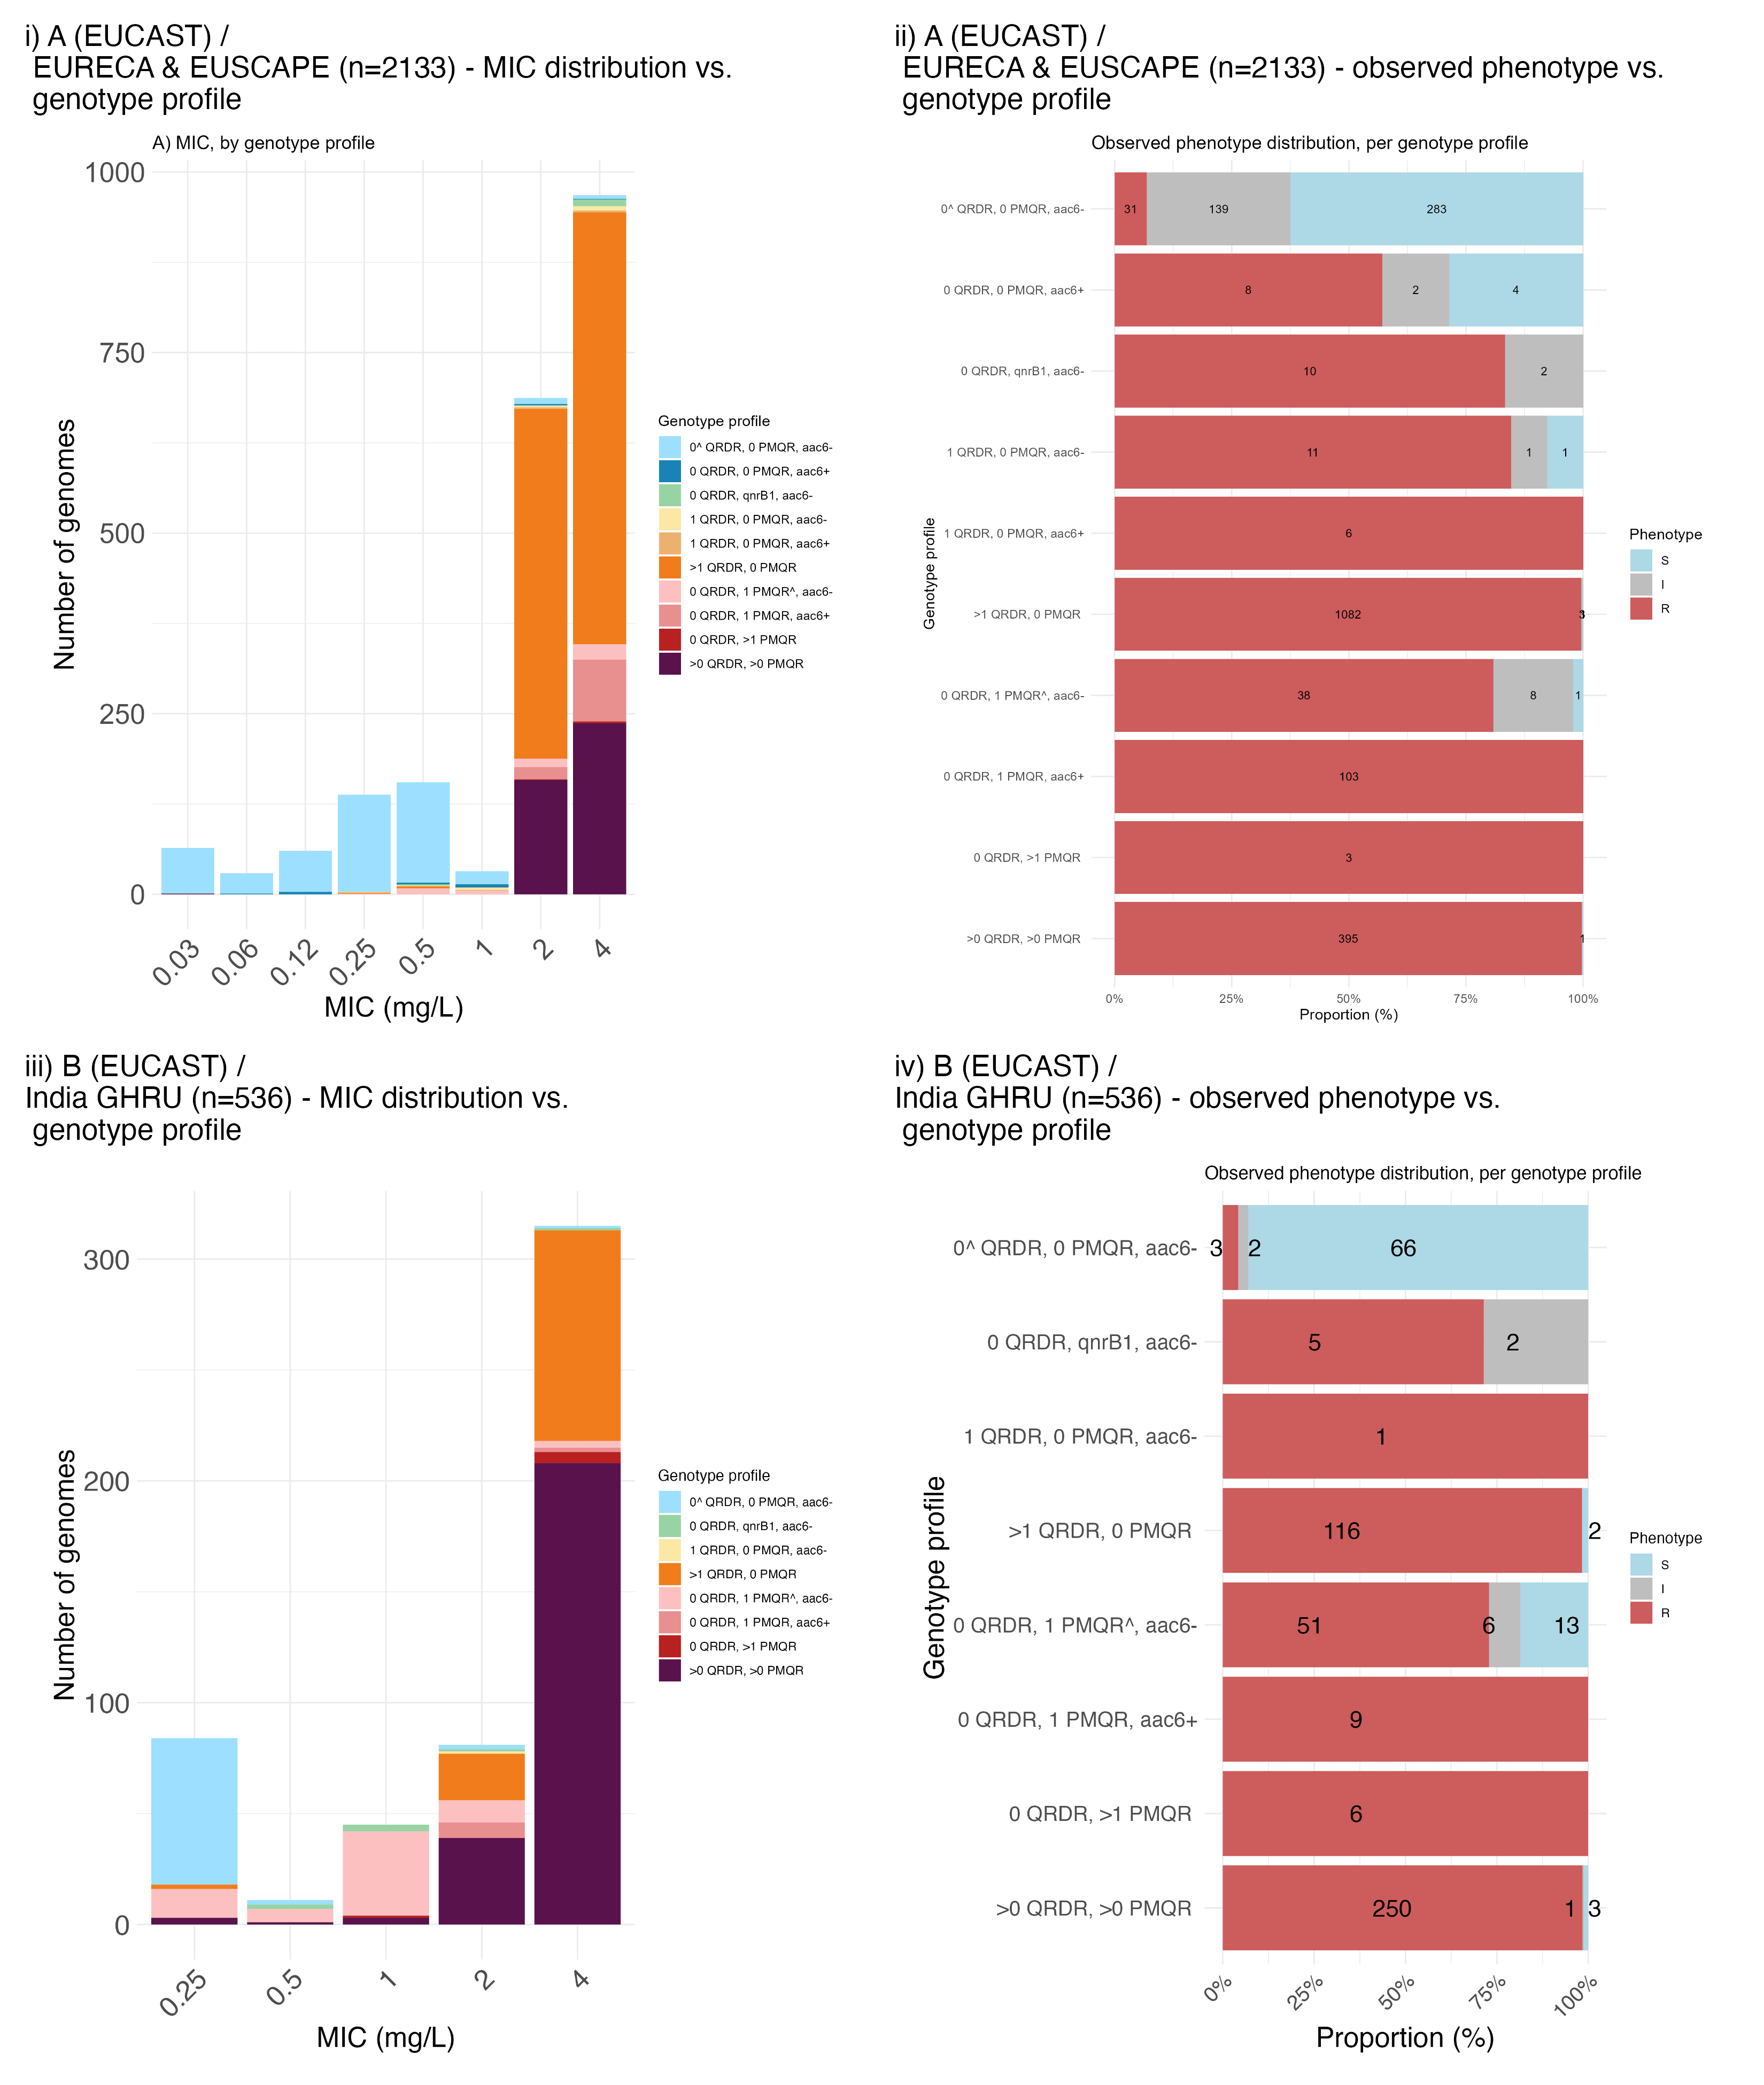 i) A (EUCAST) /
EURECA & EUSCAPE (n=2133) - MIC distribution vs.
genotype profile
A) MIC, by genotype profile
Number of genomes
1000
750
500
250
0
0.03
0.06
0.12
0.25
0.5
1
2
4
MIC (mg/L)
Genotype profile
0^ QRDR, 0 PMQR, aac6-
0 QRDR, 0 PMQR, aac6+
0 QRDR, qnrB1, aac6-
1 QRDR, 0 PMQR, aac6-
1 QRDR, 0 PMQR, aac6+
>1 QRDR, 0 PMQR
0 QRDR, 1 PMQR^, aac6-
0 QRDR, 1 PMQR, aac6+
0 QRDR, >1 PMQR
>0 QRDR, >0 PMQR
ii) A (EUCAST) /
EURECA & EUSCAPE (n=2133) - observed phenotype vs.
genotype profile
Observed phenotype distribution, per genotype profile
Genotype profile
0^ QRDR, 0 PMQR, aac6- 31 139 283
0 QRDR, 0 PMQR, aac6+ 8 2 4
0 QRDR, qnrB1, aac6- 10 2
1 QRDR, 0 PMQR, aac6- 11 1 1
1 QRDR, 0 PMQR, aac6+ 6
>1 QRDR, 0 PMQR 1082
0 QRDR, 1 PMQR^, aac6- 38 8 1
0 QRDR, 1 PMQR, aac6+ 103
0 QRDR, >1 PMQR 3
>0 QRDR, >0 PMQR 395 1
0% 25% 50% 75% 100%
Proportion (%)
Phenotype
S
I
R
iii) B (EUCAST) /
India GHRU (n=536) - MIC distribution vs.
genotype profile
Number of genomes
300
200
100
0
0.25
0.5
1
2
4
MIC (mg/L)
Genotype profile
0^ QRDR, 0 PMQR, aac6-
0 QRDR, qnrB1, aac6-
1 QRDR, 0 PMQR, aac6-
>1 QRDR, 0 PMQR
0 QRDR, 1 PMQR^, aac6-
0 QRDR, 1 PMQR, aac6+
0 QRDR, >1 PMQR
>0 QRDR, >0 PMQR
iv) B (EUCAST) /
India GHRU (n=536) - observed phenotype vs.
genotype profile
Observed phenotype distribution, per genotype profile
Genotype profile
0^ QRDR, 0 PMQR, aac6- 3 2 66
0 QRDR, qnrB1, aac6- 5 2
1 QRDR, 0 PMQR, aac6- 1
>1 QRDR, 0 PMQR 116 2
0 QRDR, 1 PMQR^, aac6- 51 6 13
0 QRDR, 1 PMQR, aac6+ 9
0 QRDR, >1 PMQR 6
>0 QRDR, >0 PMQR 250 1 3
0% 25% 50% 75% 100%
Proportion (%)
Phenotype
S
I
R